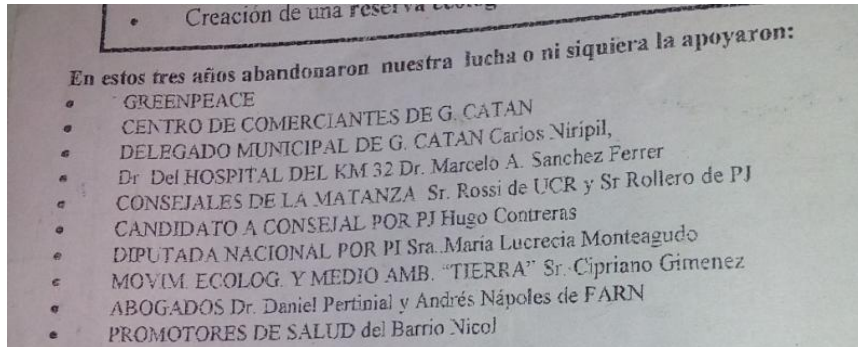 • Creación de una reserva
En estos tres años abandonaron nuestra lucha o ni siquiera la apoyaron:
• GREENPEACE
• CENTRO DE COMERCIANTES DE G. CATAN
• DELEGADO MUNICIPAL DE G. CATAN Carlos Niripil,
• Dr Del HOSPITAL DEL KM 32 Dr. Marcelo A. Sanchez Ferrer
• CONSEJALES DE LA MATANZA Sr. Rossi de UCR y Sr Rollero de PJ
• CANDIDATO A CONSEJAL POR PJ Hugo Contreras
• DIPUTADA NACIONAL POR PI Sra. María Lucrecia Monteagudo
• MOVIM. ECOLOG. Y MEDIO AMB. “TIERRA” Sr. Cipriano Gimenez
• ABOGADOS Dr. Daniel Pertinial y Andrés Nápoles de FARN
• PROMOTORES DE SALUD del Barrio Nicol